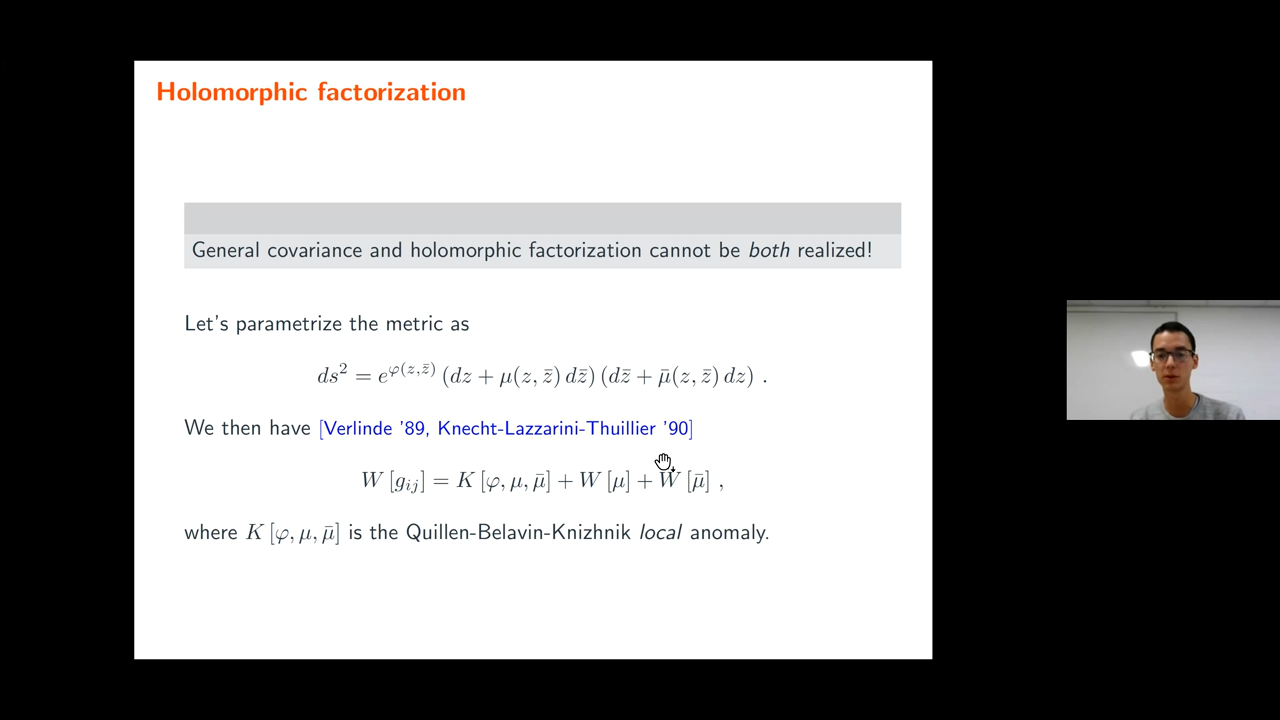 Holomorphic factorization
General covariance and holomorphic factorization cannot be both realized!
Let's parametrize the metric as
ds² = e^{φ(z,z̄)} (dz + μ(z, z̄) dz̄) (dz̄ + μ̄(z, z̄) dz) .
We then have [Verlinde '89, Knecht-Lazzarini-Thuillier '90]
W [g_{ij}] = K [φ, μ, μ̄] + W [μ] + W [μ̄] ,
where K [φ, μ, μ̄] is the Quillen-Belavin-Knizhnik local anomaly.